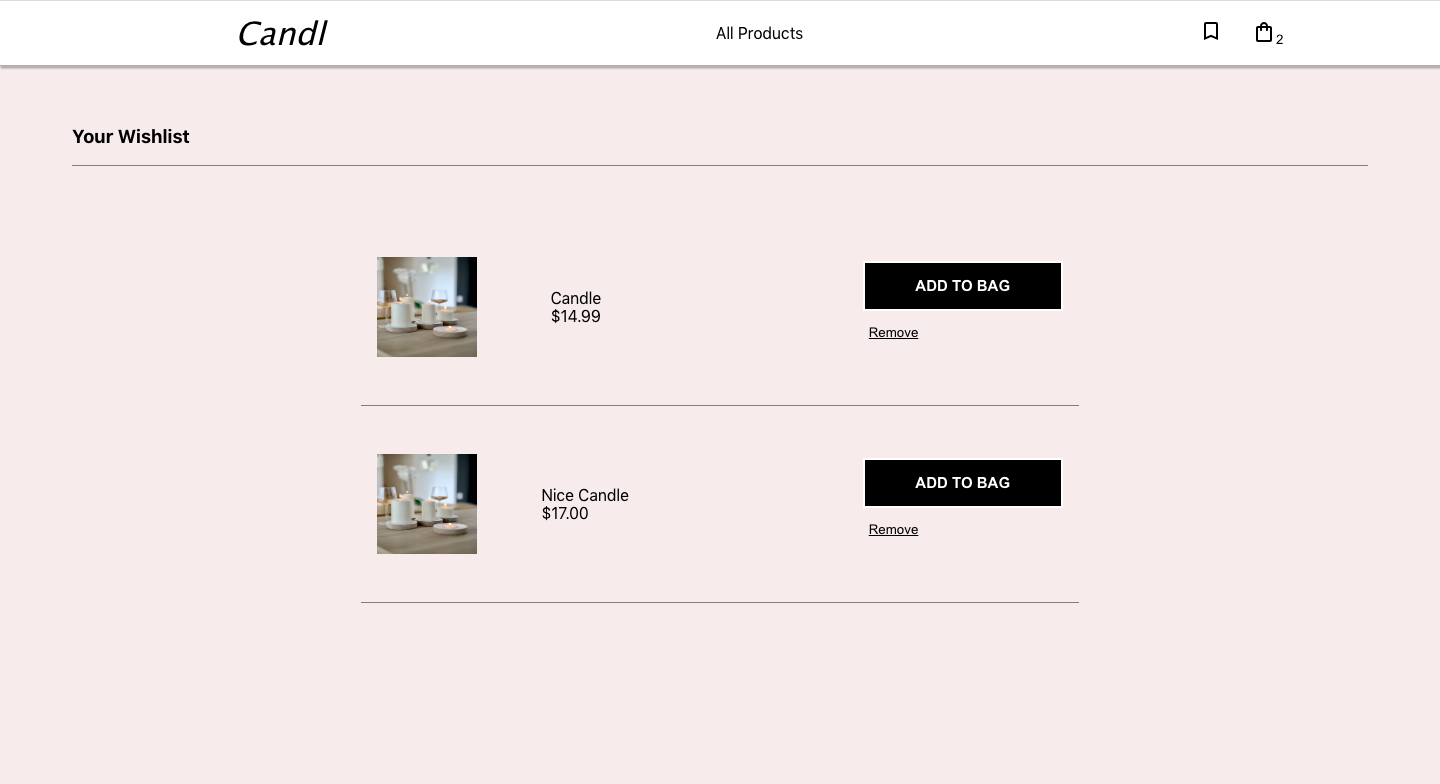 Candl
All Products
2
Your Wishlist
Candle
$14.99
ADD TO BAG
Remove
Nice Candle
$17.00
ADD TO BAG
Remove